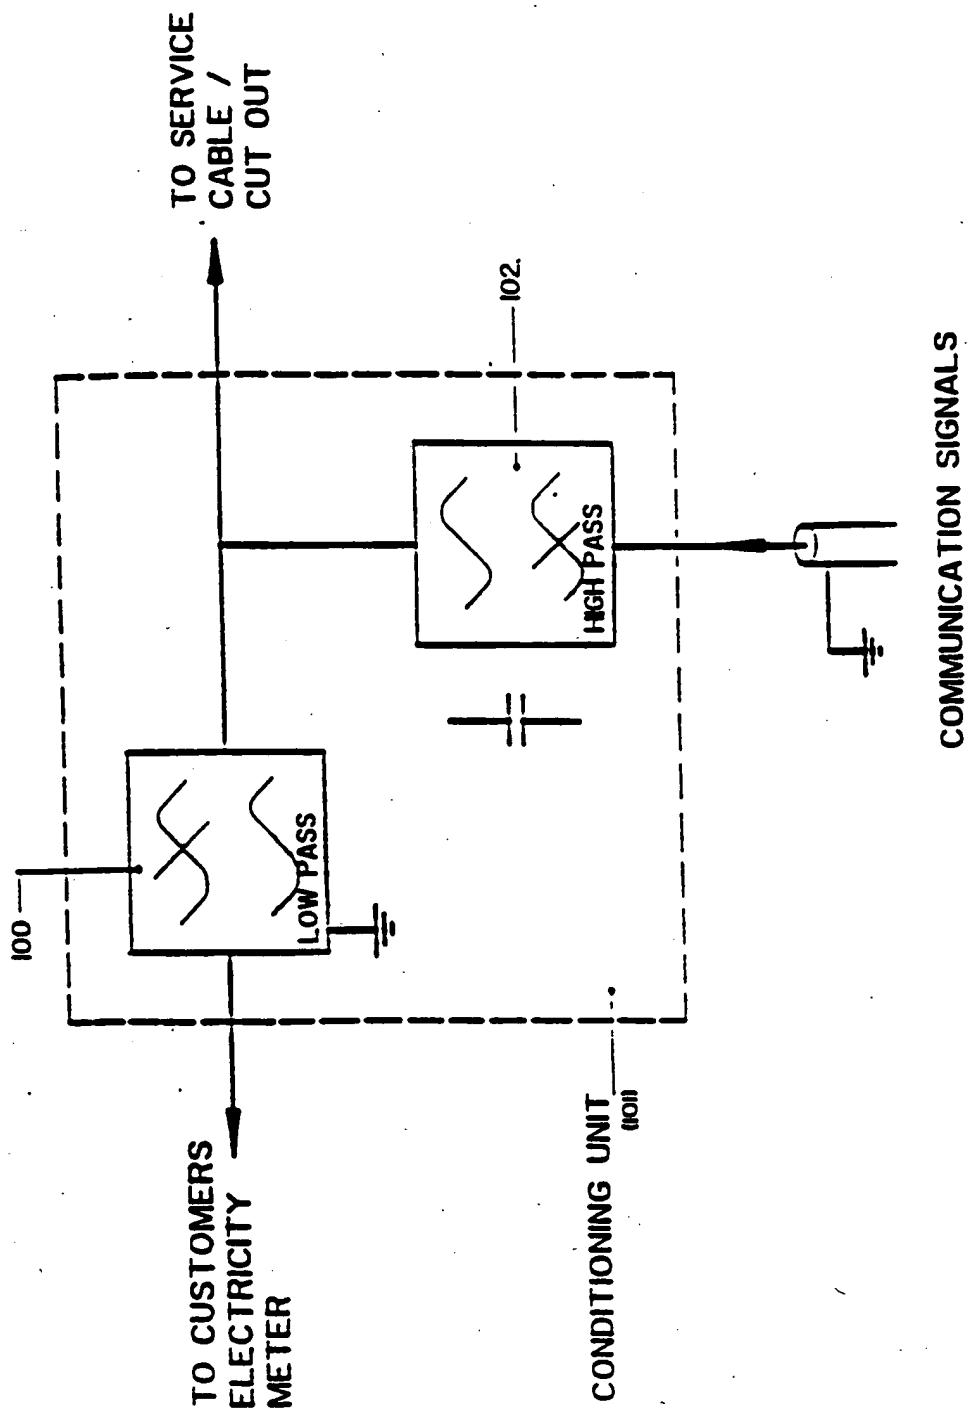 TO CUSTOMERS
ELECTRICITY
METER
100
LOW PASS
TO SERVICE
CABLE /
CUT OUT
HIGH PASS
102.
CONDITIONING UNIT
(101)
COMMUNICATION SIGNALS